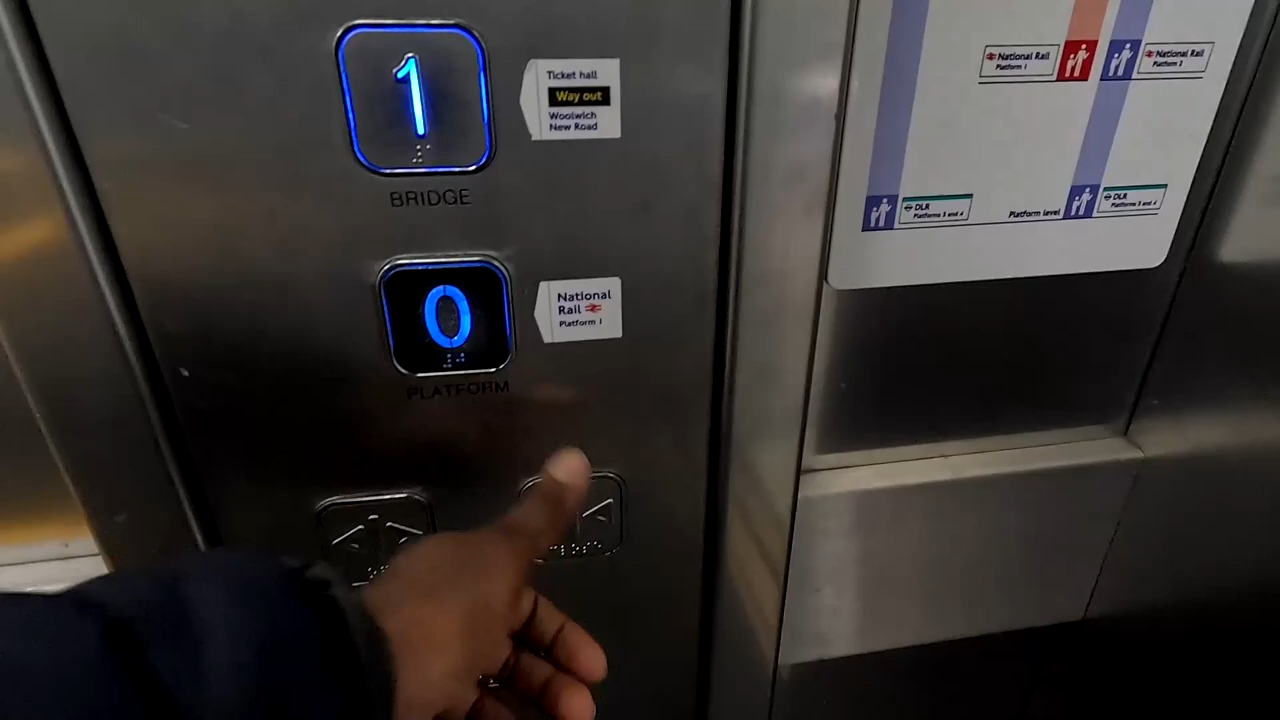 1
BRIDGE
Ticket hall
Way out
Woolwich
New Road
0
PLATFORM
National
Rail
Platform 1
National Rail
Platform 1
National Rail
Platform 2
DLR
Platforms 3 and 4
Platform level
DLR
Platforms 3 and 4